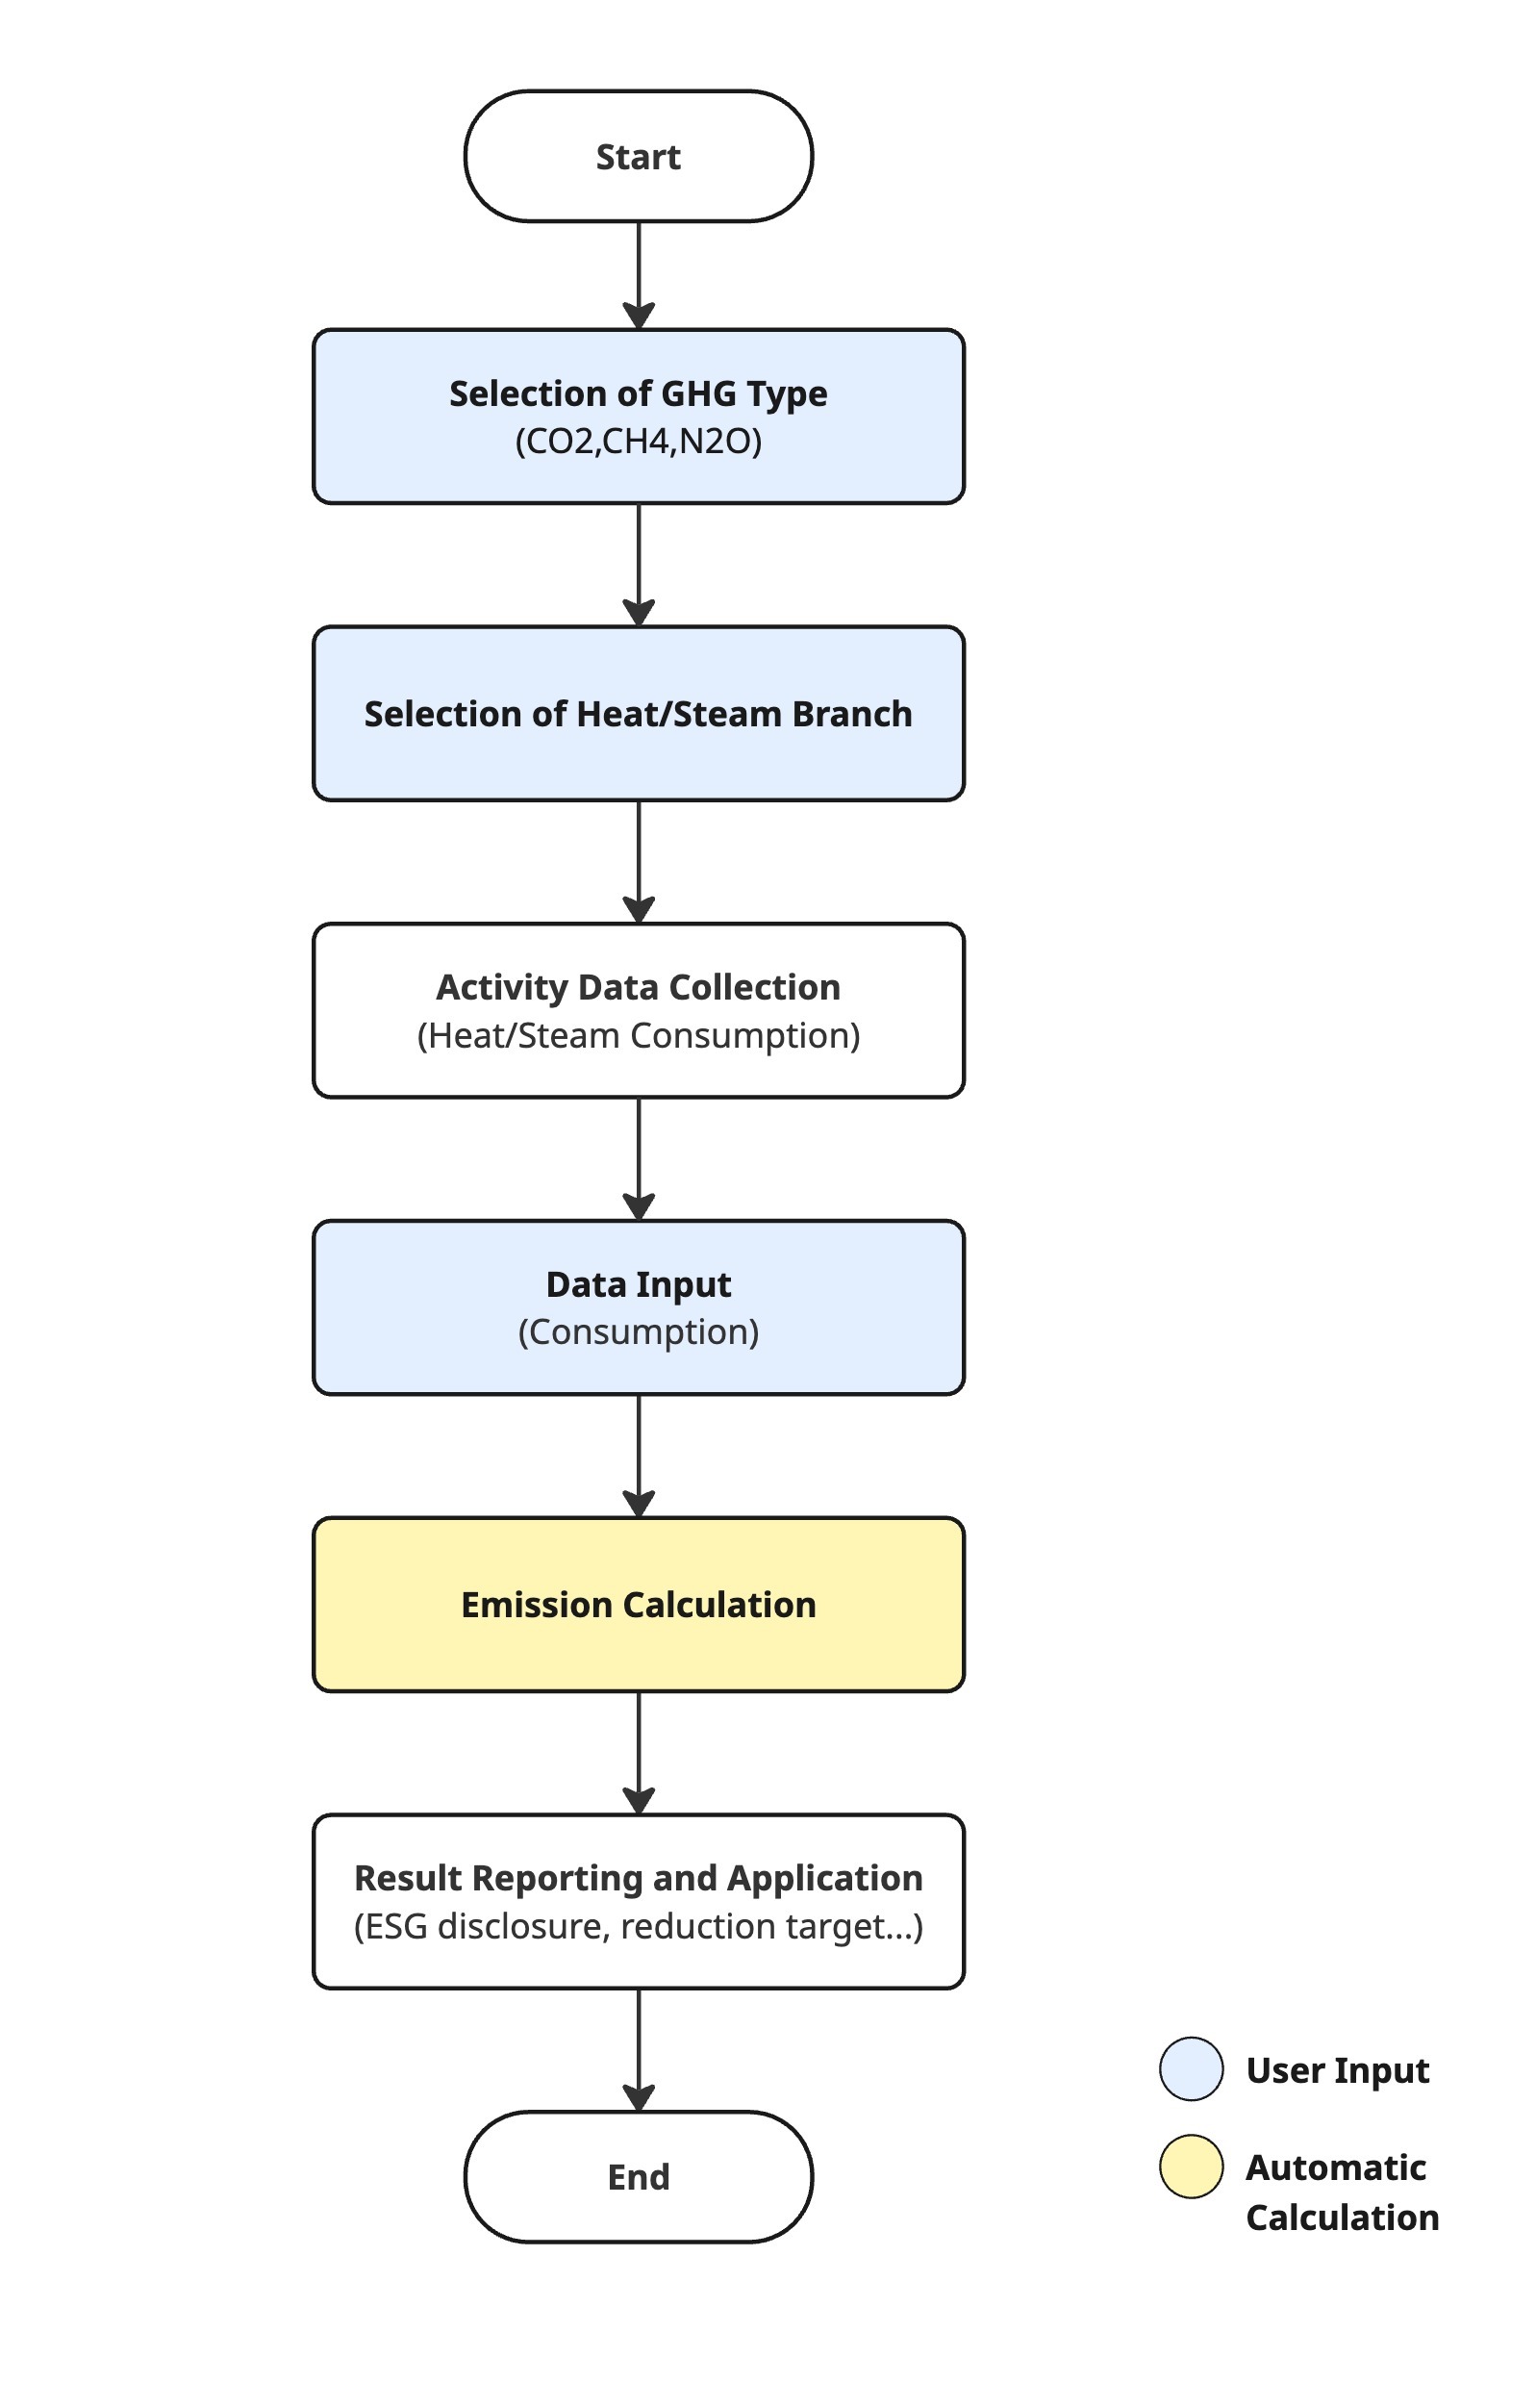 Start
Selection of GHG Type
(CO2,CH4,N2O)
Selection of Heat/Steam Branch
Activity Data Collection
(Heat/Steam Consumption)
Data Input
(Consumption)
Emission Calculation
Result Reporting and Application
(ESG disclosure, reduction target...)
End
User Input
Automatic
Calculation